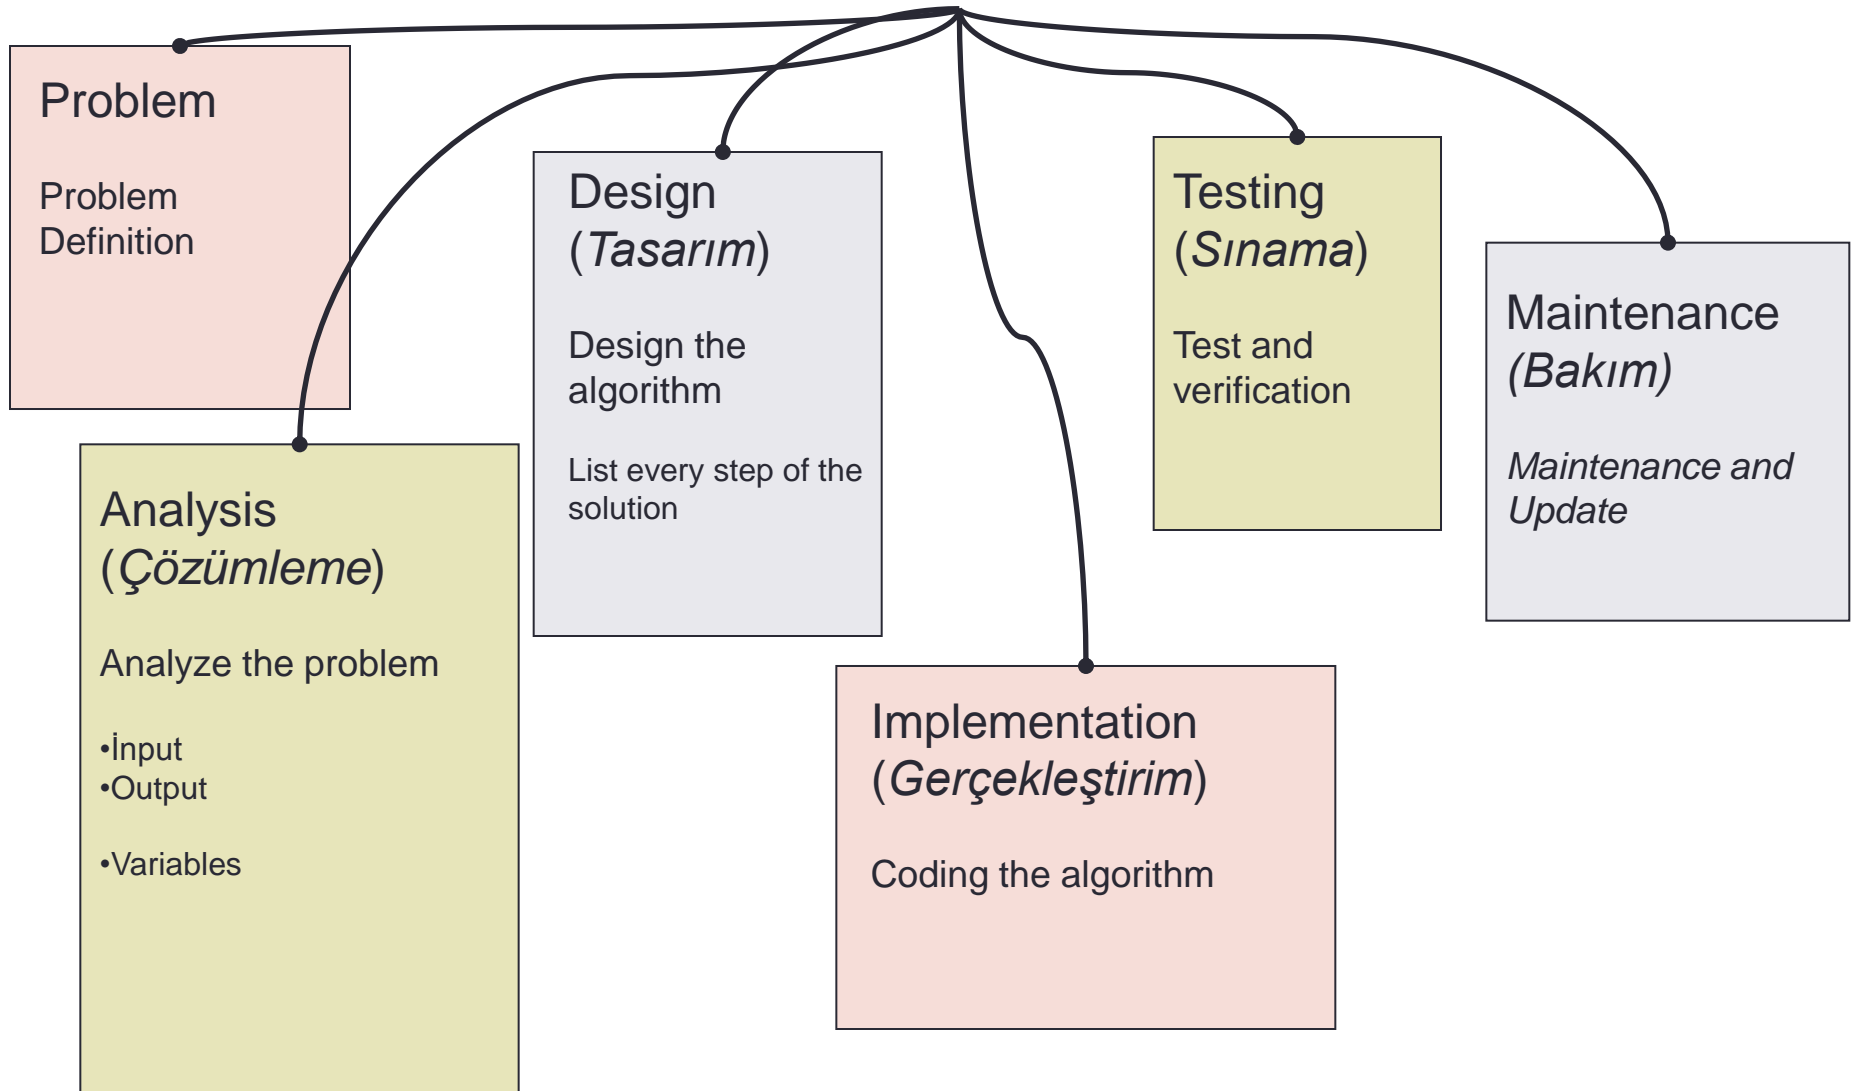 Problem
Problem
Definition
Analysis
(Çözümleme)
Analyze the problem
•İnput
•Output
•Variables
Design
(Tasarım)
Design the
algorithm
List every step of the
solution
Implementation
(Gerçekleştirim)
Coding the algorithm
Testing
(Sınama)
Test and
verification
Maintenance
(Bakım)
Maintenance and
Update